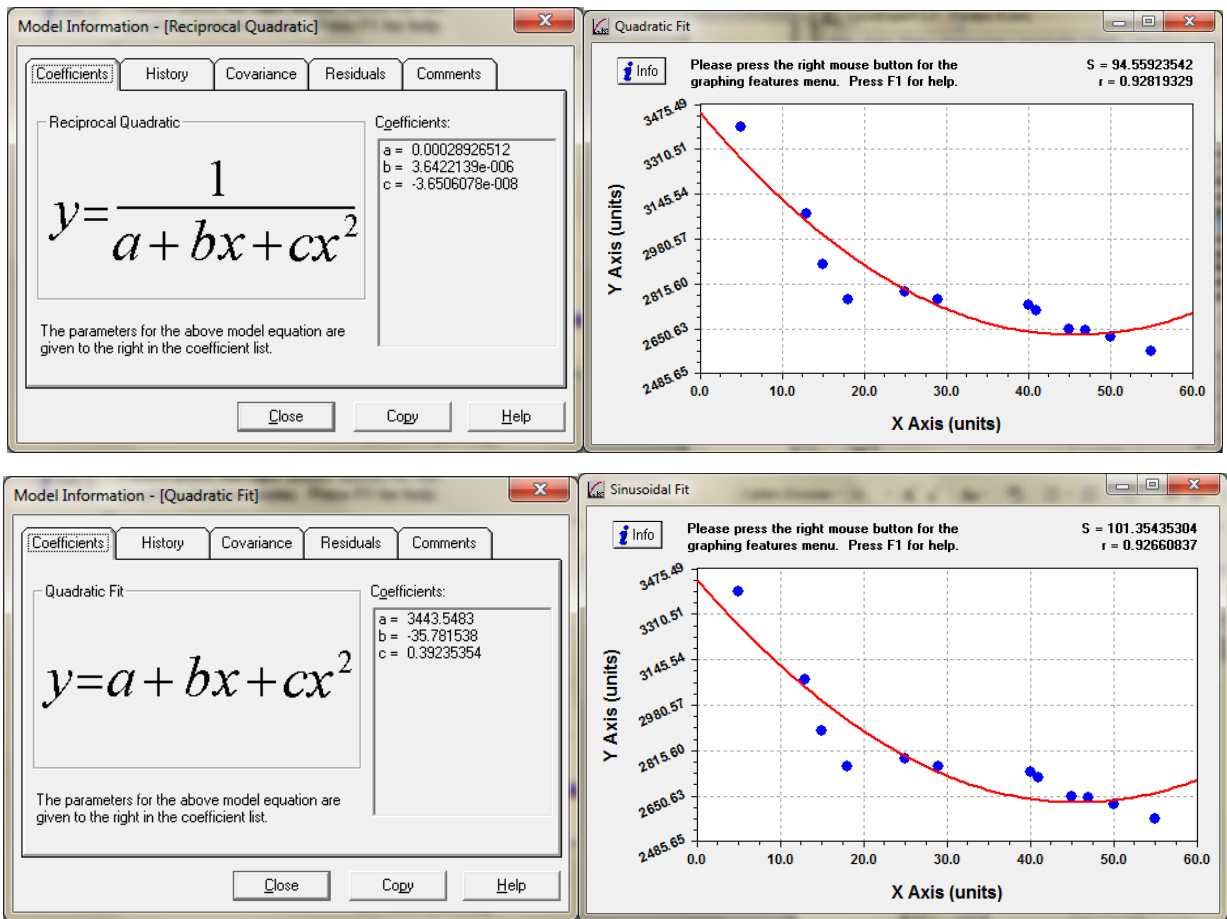 Model Information - [Reciprocal Quadratic]
Coefficients History Covariance Residuals Comments
Reciprocal Quadratic
y= 1 / a + bx + cx²
Coefficients:
a = 0.00028926512
b = 3.6422139e-006
c = -3.6506078e-008
The parameters for the above model equation are
given to the right in the coefficient list.
Close Copy Help
Quadratic Fit
Info
Please press the right mouse button for the
graphing features menu. Press F1 for help.
S = 94.55923542
r = 0.92819329
Y Axis (units)
3475.49
3310.51
3145.54
2980.57
2815.60
2650.63
2485.65
0.0 10.0 20.0 30.0 40.0 50.0 60.0
X Axis (units)
Model Information - [Quadratic Fit]
Coefficients History Covariance Residuals Comments
Quadratic Fit
y=a + bx + cx²
Coefficients:
a = 3443.5483
b = -35.781538
c = 0.39235354
The parameters for the above model equation are
given to the right in the coefficient list.
Close Copy Help
Sinusoidal Fit
Info
Please press the right mouse button for the
graphing features menu. Press F1 for help.
S = 101.35435304
r = 0.92660837
Y Axis (units)
3475.49
3310.51
3145.54
2980.57
2815.60
2650.63
2485.65
0.0 10.0 20.0 30.0 40.0 50.0 60.0
X Axis (units)